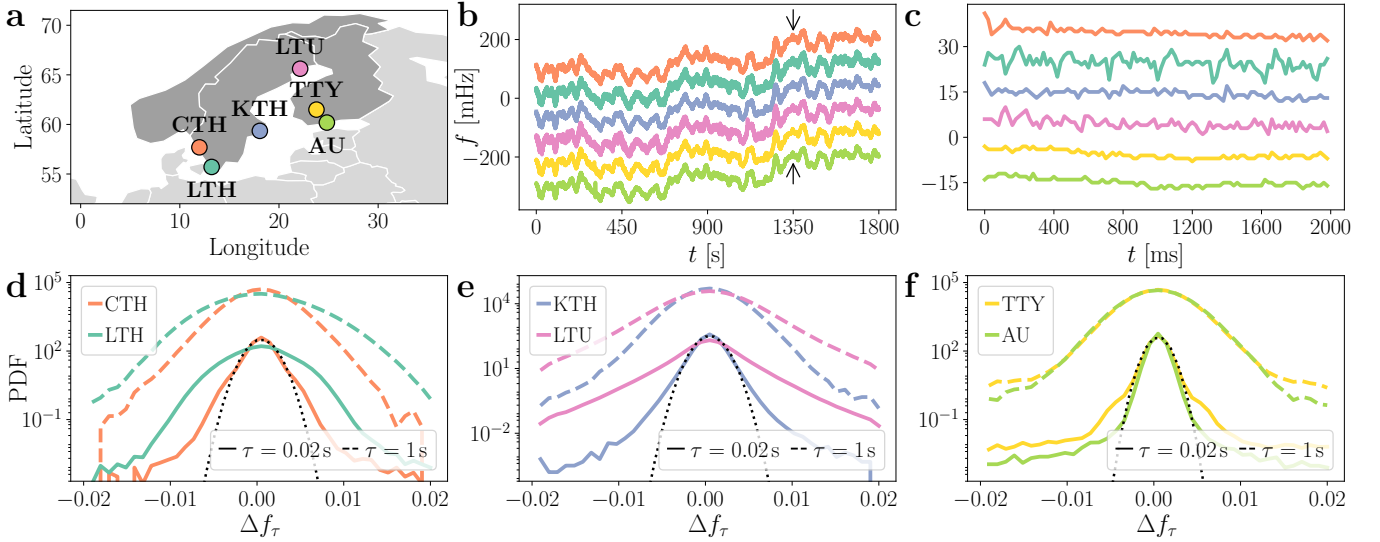 a
Latitude
70
65
60
55
LTU
TTY
KTH
CTH
AU
LTH
0 10 20 30
Longitude
b
f [mHz]
200
0
−200
0 450 900 1350 1800
t [s]
c
30
15
0
−15
0 400 800 1200 1600 2000
t [ms]
d
PDF
10^5
10^2
10^−1
CTH
LTH
τ = 0.02 s τ = 1 s
−0.02 −0.01 0.00 0.01 0.02
Δf_τ
e
10^4
10^1
10^−2
KTH
LTU
τ = 0.02 s τ = 1 s
−0.02 −0.01 0.00 0.01 0.02
Δf_τ
f
10^5
10^2
10^−1
TTY
AU
τ = 0.02 s τ = 1 s
−0.02 −0.01 0.00 0.01 0.02
Δf_τ